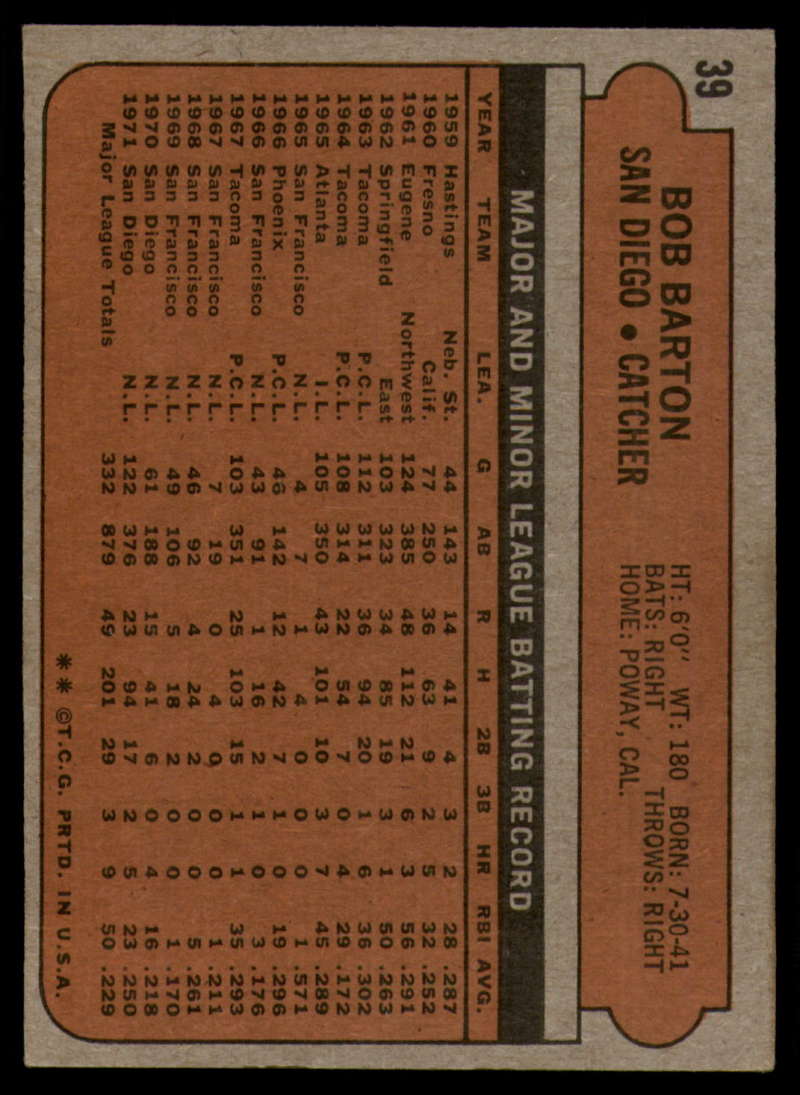 39
BOB BARTON
SAN DIEGO • CATCHER
HT: 6'0" WT: 180 BORN: 7-30-41
BATS: RIGHT THROWS: RIGHT
HOME: POWAY, CAL.
MAJOR AND MINOR LEAGUE BATTING RECORD
YEAR TEAM LEA. G AB R H 2B 3B HR RBI AVG.
1959 Hastings Neb. St. 44 143 14 41 4 3 2 28 .287
1960 Fresno Calif. 77 250 36 63 9 2 5 32 .252
1961 Eugene Northwest 124 385 48 112 21 6 3 56 .291
1962 Springfield East 103 323 34 85 19 3 1 50 .263
1963 Tacoma P.C.L. 112 311 36 94 20 1 6 36 .302
1964 Tacoma P.C.L. 108 314 22 54 7 0 4 29 .172
1965 Atlanta I.L. 105 350 43 101 10 3 7 45 .289
1965 San Francisco N.L. 4 7 1 4 0 0 0 1 .571
1966 Phoenix P.C.L. 46 142 12 42 7 1 0 19 .296
1966 San Francisco N.L. 43 91 1 16 2 1 0 3 .176
1967 Tacoma P.C.L. 103 351 25 103 15 1 1 35 .293
1967 San Francisco N.L. 7 19 0 4 0 0 0 1 .211
1968 San Francisco N.L. 46 92 4 24 2 0 0 5 .261
1969 San Francisco N.L. 49 106 5 18 2 0 0 1 .170
1970 San Diego N.L. 61 188 15 41 6 0 4 16 .218
1971 San Diego N.L. 122 376 23 94 17 2 5 23 .250
Major League Totals 332 879 49 201 29 3 9 50 .229
** ©T.C.G. PRTD. IN U.S.A.